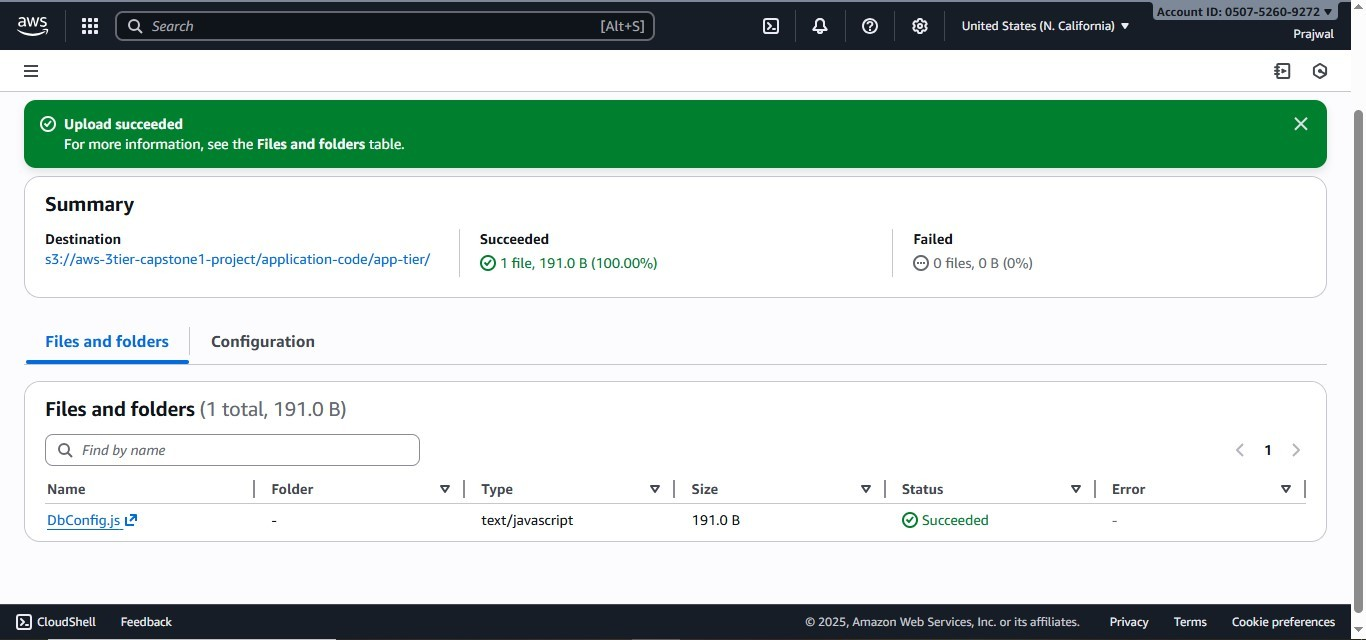 aws
Search [Alt+S]
United States (N. California)
Account ID: 0507-5260-9272
Prajwal
Upload succeeded
For more information, see the Files and folders table.
Summary
Destination
s3://aws-3tier-capstone1-project/application-code/app-tier/
Succeeded
1 file, 191.0 B (100.00%)
Failed
0 files, 0 B (0%)
Files and folders Configuration
Files and folders (1 total, 191.0 B)
Find by name
1
Name Folder Type Size Status Error
DbConfig.js - text/javascript 191.0 B Succeeded -
CloudShell Feedback © 2025, Amazon Web Services, Inc. or its affiliates. Privacy Terms Cookie preferences